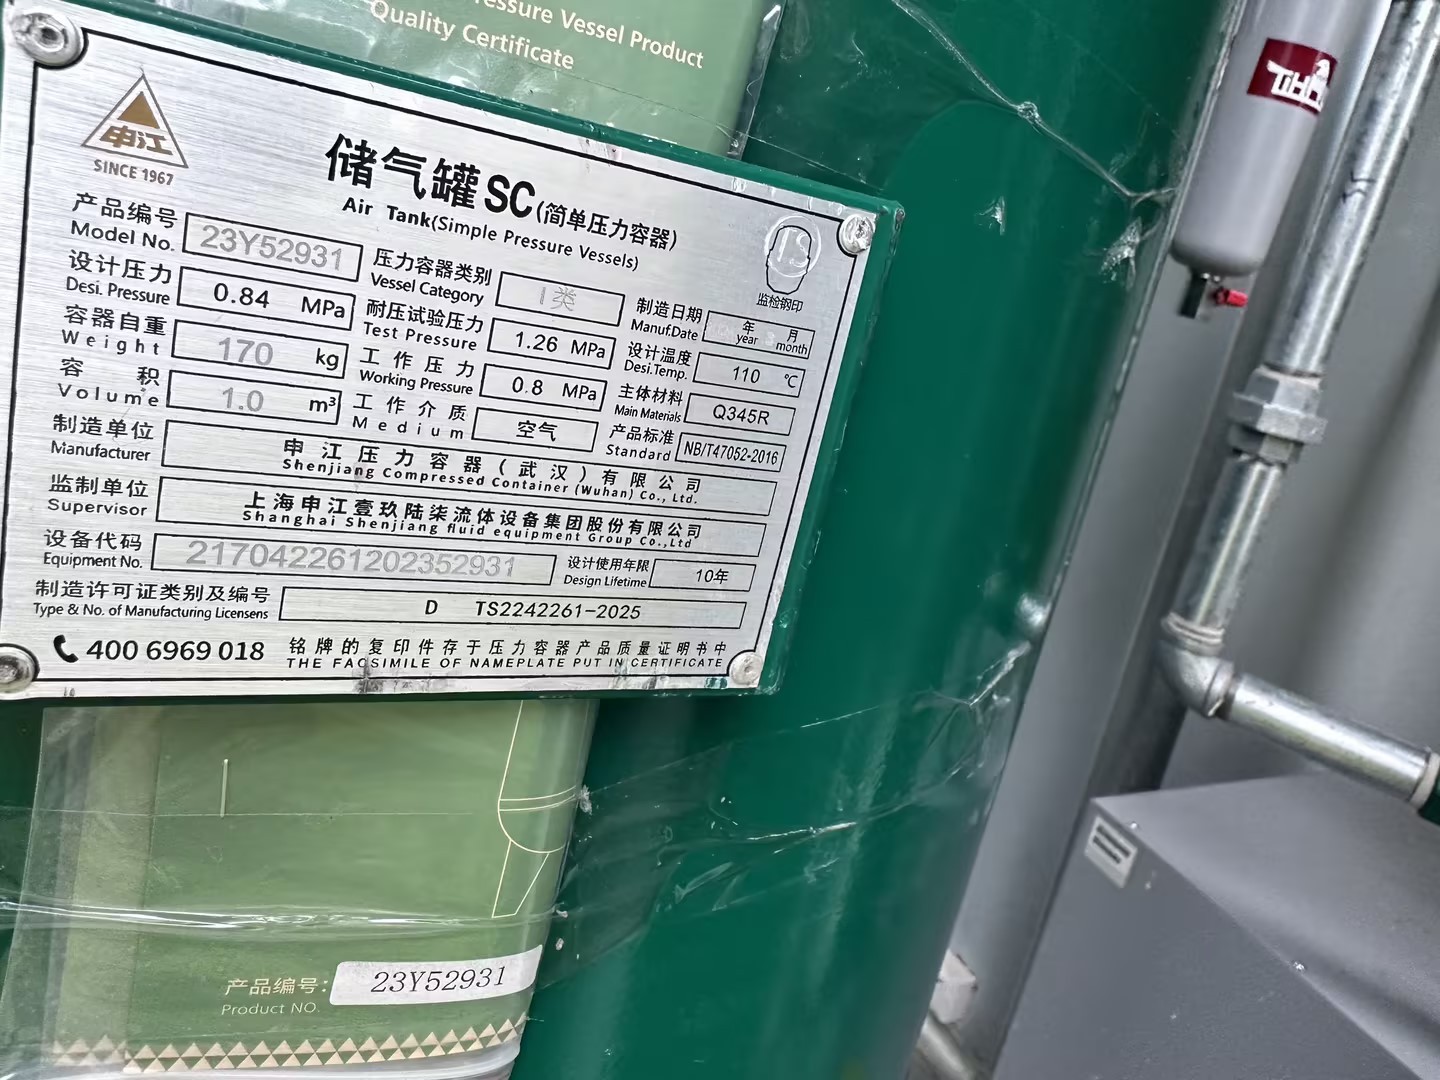 ressure Vessel Product
Quality Certificate
申江
SINCE 1967
储气罐SC(简单压力容器)
Air Tank(Simple Pressure Vessels)
TS
监检钢印
产品编号 23Y52931 压力容器类别 I类 制造日期 年 月
Model No. Vessel Category Manuf.Date year month
设计压力 0.84 MPa 耐压试验压力 1.26 MPa 设计温度 110 ℃
Desi. Pressure Test Pressure Desi.Temp.
容器自重 170 kg 工作压力 0.8 MPa 主体材料 Q345R
Weight Working Pressure Main Materials
容积 1.0 m³ 工作介质 空气 产品标准 NB/T47052-2016
Volume Medium Standard
制造单位 申江压力容器(武汉)有限公司
Manufacturer Shenjiang Compressed Container (Wuhan) Co., Ltd.
监制单位 上海申江壹玖陆柒流体设备集团股份有限公司
Supervisor Shanghai Shenjiang fluid equipment Group Co.,Ltd
设备代码 217042261202352931 设计使用年限 10年
Equipment No. Design Lifetime
制造许可证类别及编号 D TS2242261-2025
Type & No. of Manufacturing Licensens
400 6969 018 铭牌的复印件存于压力容器产品质量证明书中
THE FACSIMILE OF NAMEPLATE PUT IN CERTIFICATE
产品编号: 23Y52931
Product NO.